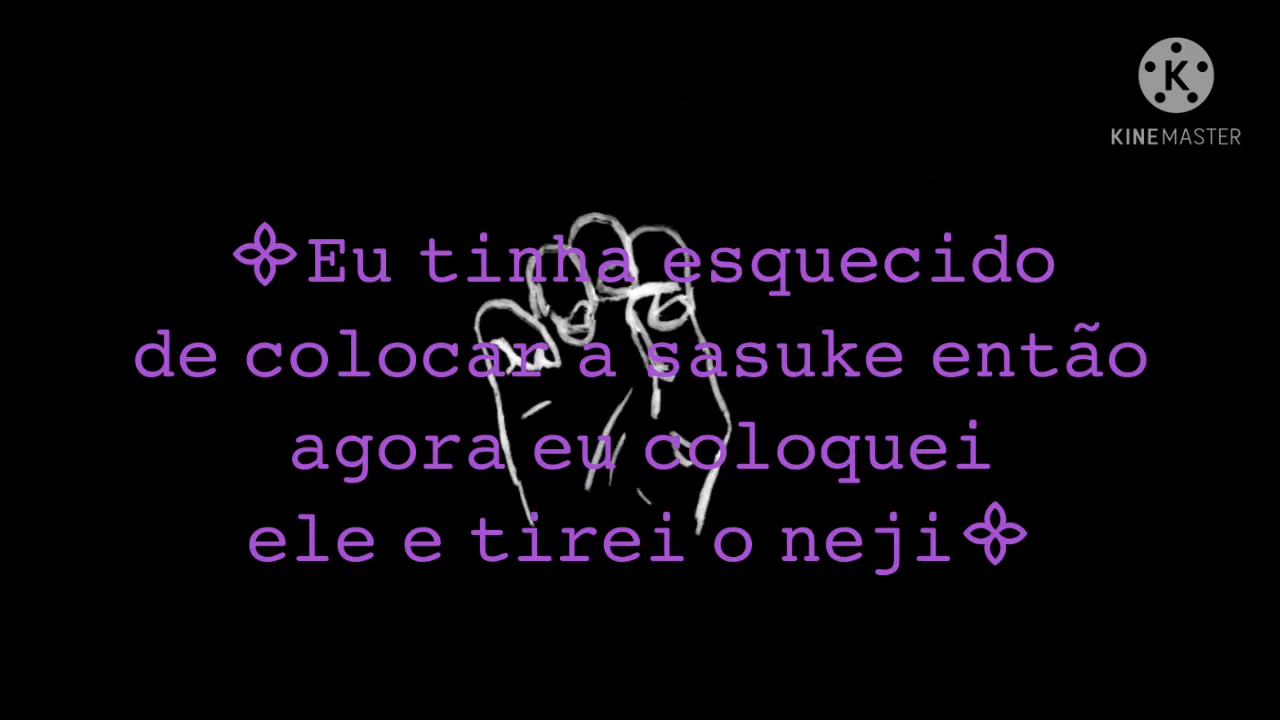 KINEMASTER
✧Eu tinha esquecido
de colocar a sasuke então
agora eu coloquei
ele e tirei o neji✧